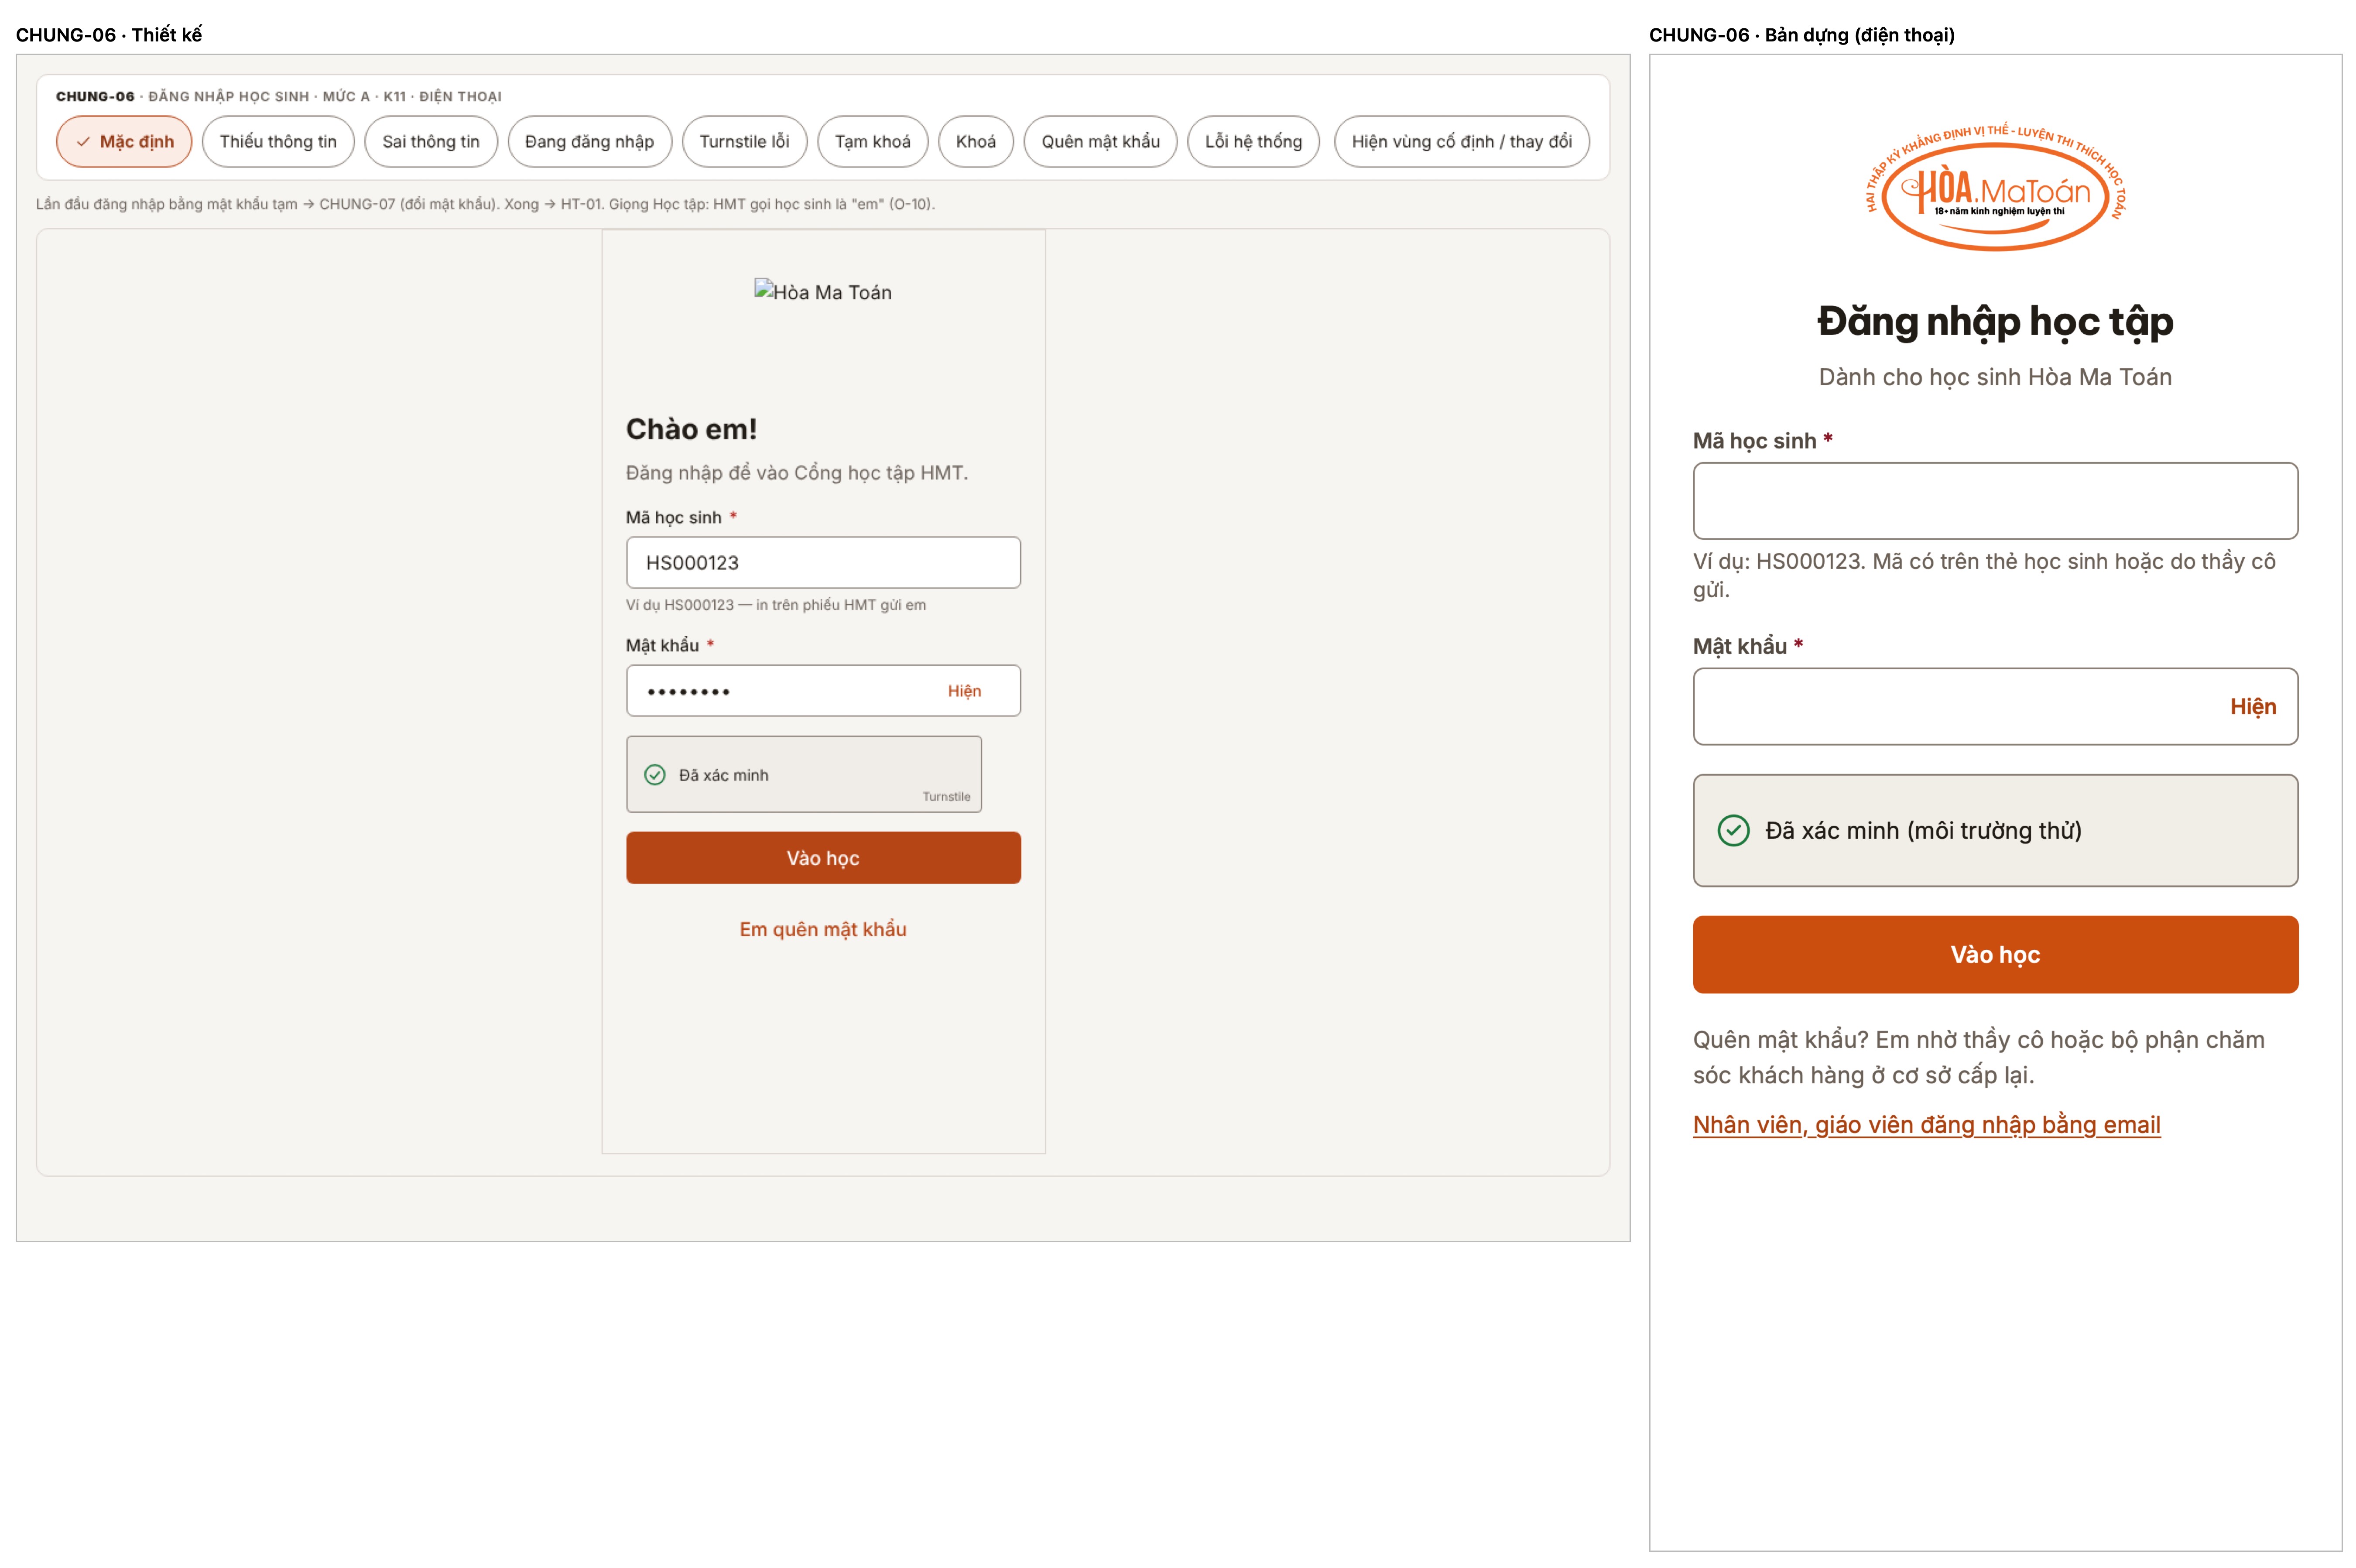 CHUNG-06 · Thiết kế
CHUNG-06 · ĐĂNG NHẬP HỌC SINH · MỨC A · K11 · ĐIỆN THOẠI
Mặc định
Thiếu thông tin
Sai thông tin
Đang đăng nhập
Turnstile lỗi
Tạm khoá
Khoá
Quên mật khẩu
Lỗi hệ thống
Hiện vùng cố định / thay đổi
Lần đầu đăng nhập bằng mật khẩu tạm → CHUNG-07 (đổi mật khẩu). Xong → HT-01. Giọng Học tập: HMT gọi học sinh là "em" (O-10).
Hòa Ma Toán
Chào em!
Đăng nhập để vào Cổng học tập HMT.
Mã học sinh *
HS000123
Ví dụ HS000123 — in trên phiếu HMT gửi em
Mật khẩu *
••••••••
Hiện
Đã xác minh
Turnstile
Vào học
Em quên mật khẩu
CHUNG-06 · Bản dựng (điện thoại)
HAI THẬP KỶ KHẲNG ĐỊNH VỊ THẾ - LUYỆN THI THÍCH HỌC TOÁN
HÒA.MaToán
18+năm kinh nghiệm luyện thi
Đăng nhập học tập
Dành cho học sinh Hòa Ma Toán
Mã học sinh *
Ví dụ: HS000123. Mã có trên thẻ học sinh hoặc do thầy cô
gửi.
Mật khẩu *
Hiện
Đã xác minh (môi trường thử)
Vào học
Quên mật khẩu? Em nhờ thầy cô hoặc bộ phận chăm
sóc khách hàng ở cơ sở cấp lại.
Nhân viên, giáo viên đăng nhập bằng email